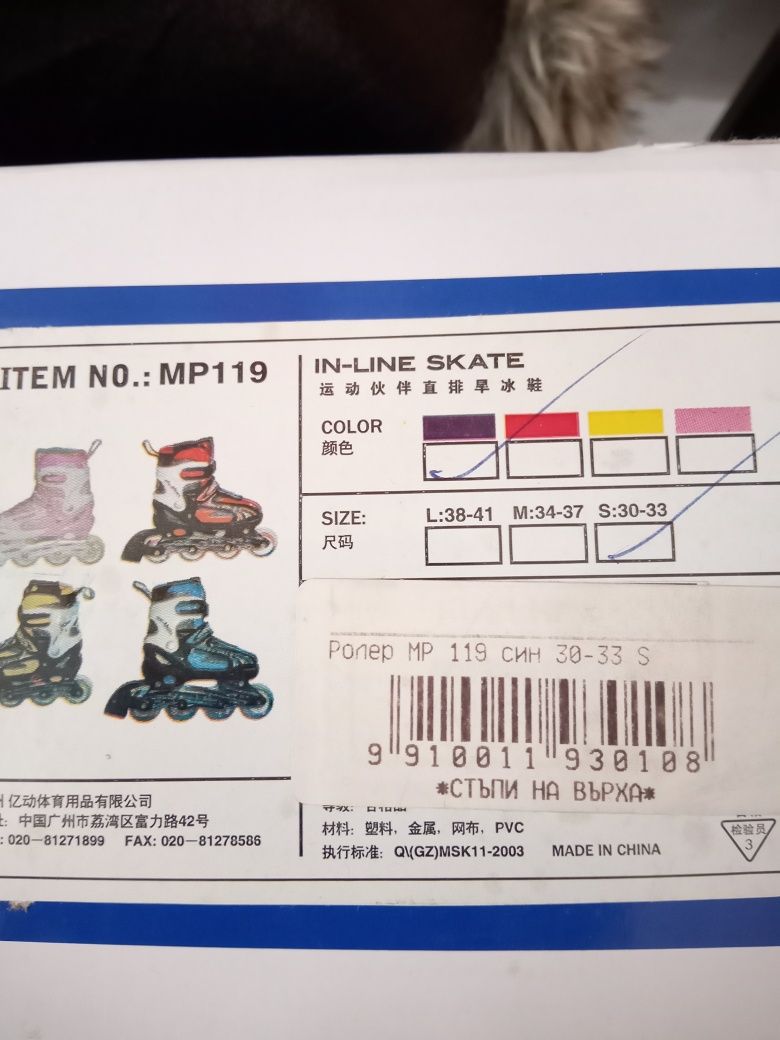 ITEM NO.: MP119
IN-LINE SKATE
运动伙伴直排旱冰鞋
COLOR
颜色
SIZE: L:38-41 M:34-37 S:30-33
尺码
Ролер МР 119 син 30-33 S
9 910011 930108
*СТЪПИ НА ВЪРХА*
亿动体育用品有限公司
中国广州市荔湾区富力路42号
: 020-81271899 FAX: 020-81278586
材料: 塑料, 金属, 网布, PVC
执行标准: Q\(GZ)MSK11-2003 MADE IN CHINA
检验员
3